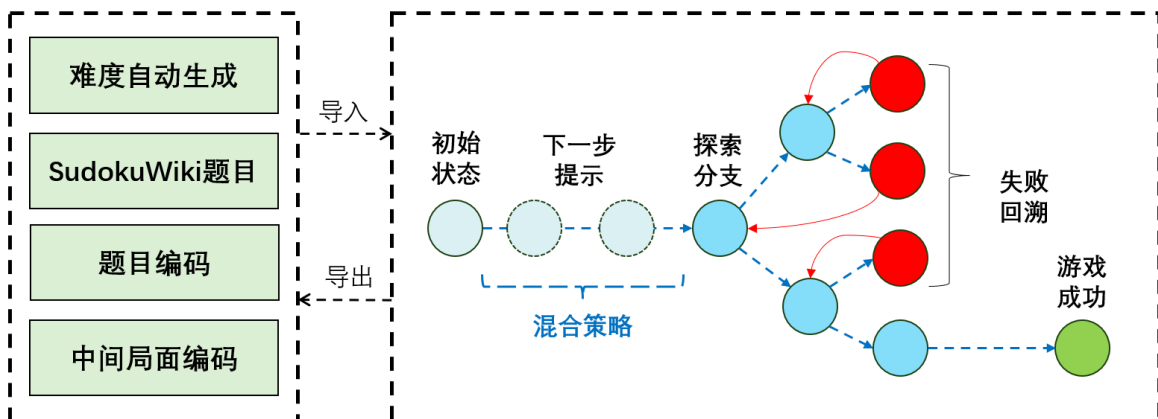 难度自动生成
SudokuWiki题目
题目编码
中间局面编码
导入
导出
初始
状态
下一步
提示
探索
分支
混合策略
失败
回溯
游戏
成功